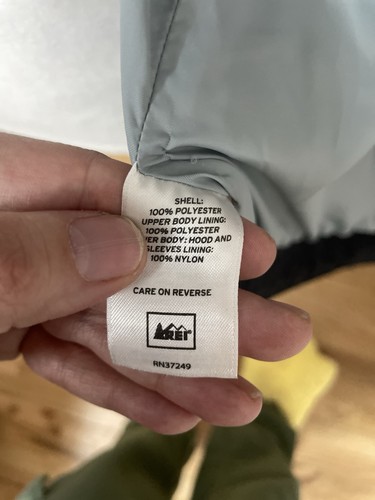 SHELL:
100% POLYESTER
UPPER BODY LINING:
100% POLYESTER
BODY: HOOD AND
SLEEVES LINING:
100% NYLON
CARE ON REVERSE
REI
RN37249